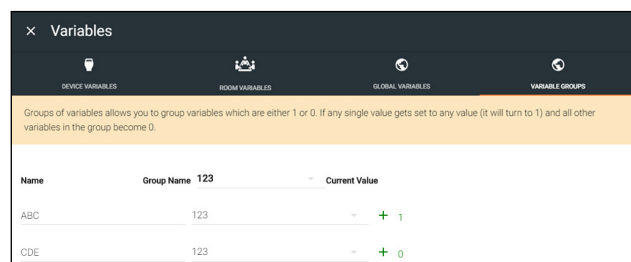 × Variables
DEVICE VARIABLES ROOM VARIABLES GLOBAL VARIABLES VARIABLE GROUPS
Groups of variables allows you to group variables which are either 1 or 0. If any single value gets set to any value (it will turn to 1) and all other
variables in the group become 0.
Name Group Name 123 Current Value
ABC 123 + 1
CDE 123 + 0